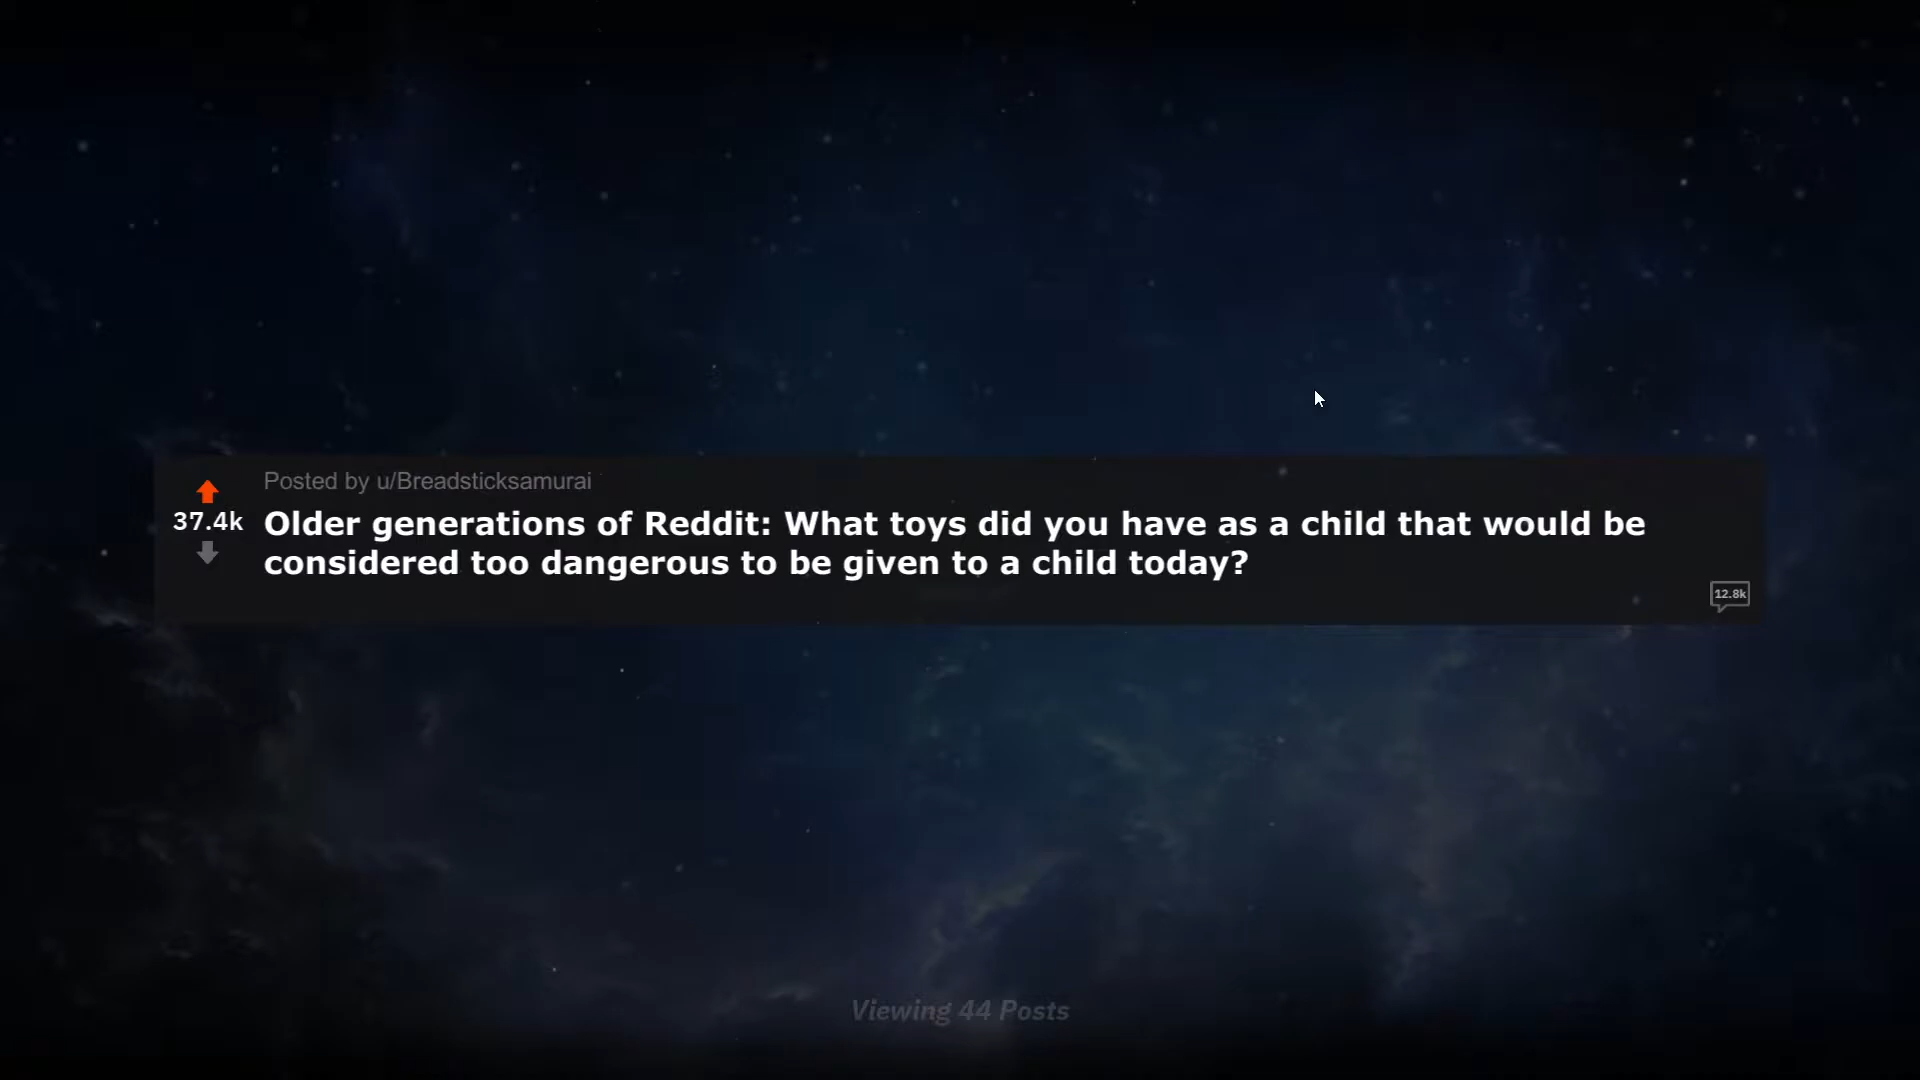 Posted by u/Breadsticksamurai
37.4k
Older generations of Reddit: What toys did you have as a child that would be
considered too dangerous to be given to a child today?
12.8k
Viewing 44 Posts